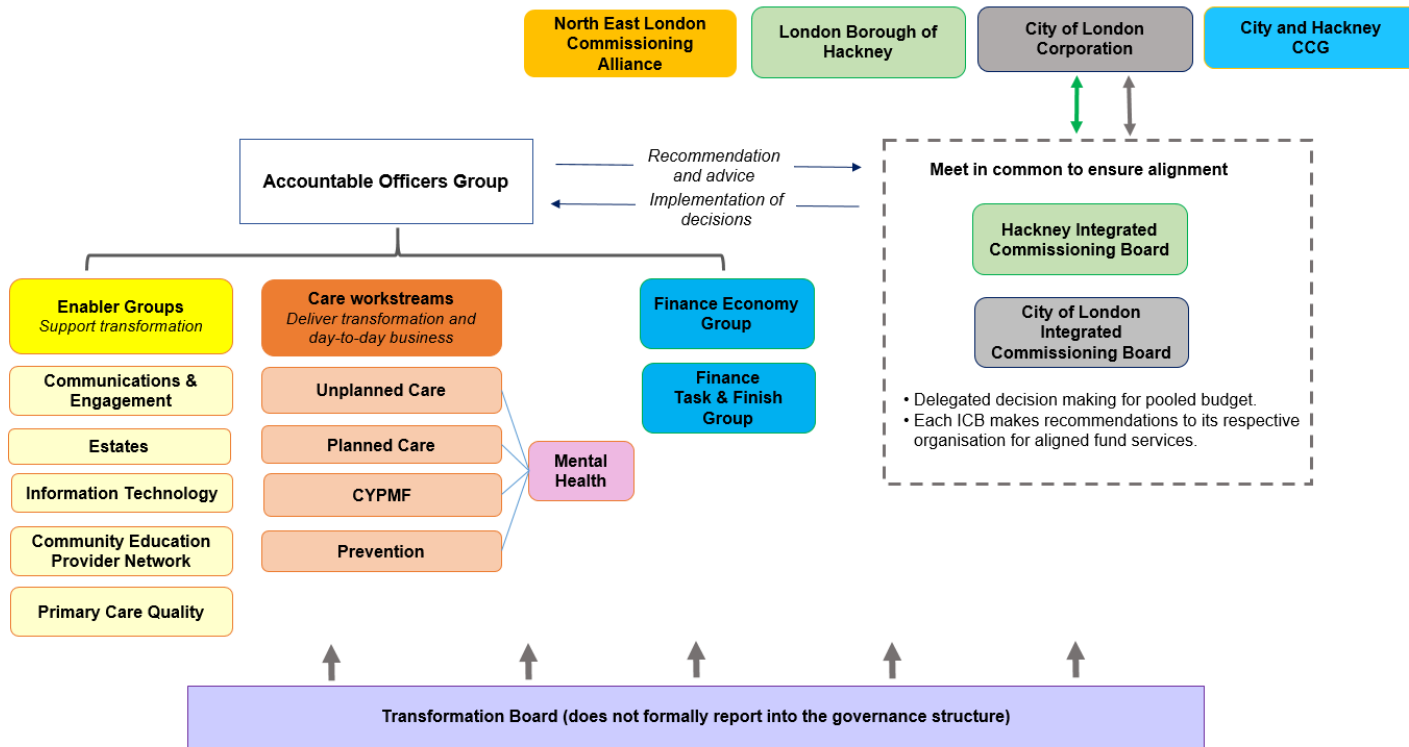 North East London
Commissioning
Alliance
London Borough of
Hackney
City of London
Corporation
City and Hackney
CCG
Accountable Officers Group
Recommendation
and advice
Implementation of
decisions
Meet in common to ensure alignment
Hackney Integrated
Commissioning Board
City of London
Integrated
Commissioning Board
• Delegated decision making for pooled budget.
• Each ICB makes recommendations to its respective
organisation for aligned fund services.
Enabler Groups
Support transformation
Communications &
Engagement
Estates
Information Technology
Community Education
Provider Network
Primary Care Quality
Care workstreams
Deliver transformation and
day-to-day business
Unplanned Care
Planned Care
CYPMF
Prevention
Mental
Health
Finance Economy
Group
Finance
Task & Finish
Group
Transformation Board (does not formally report into the governance structure)